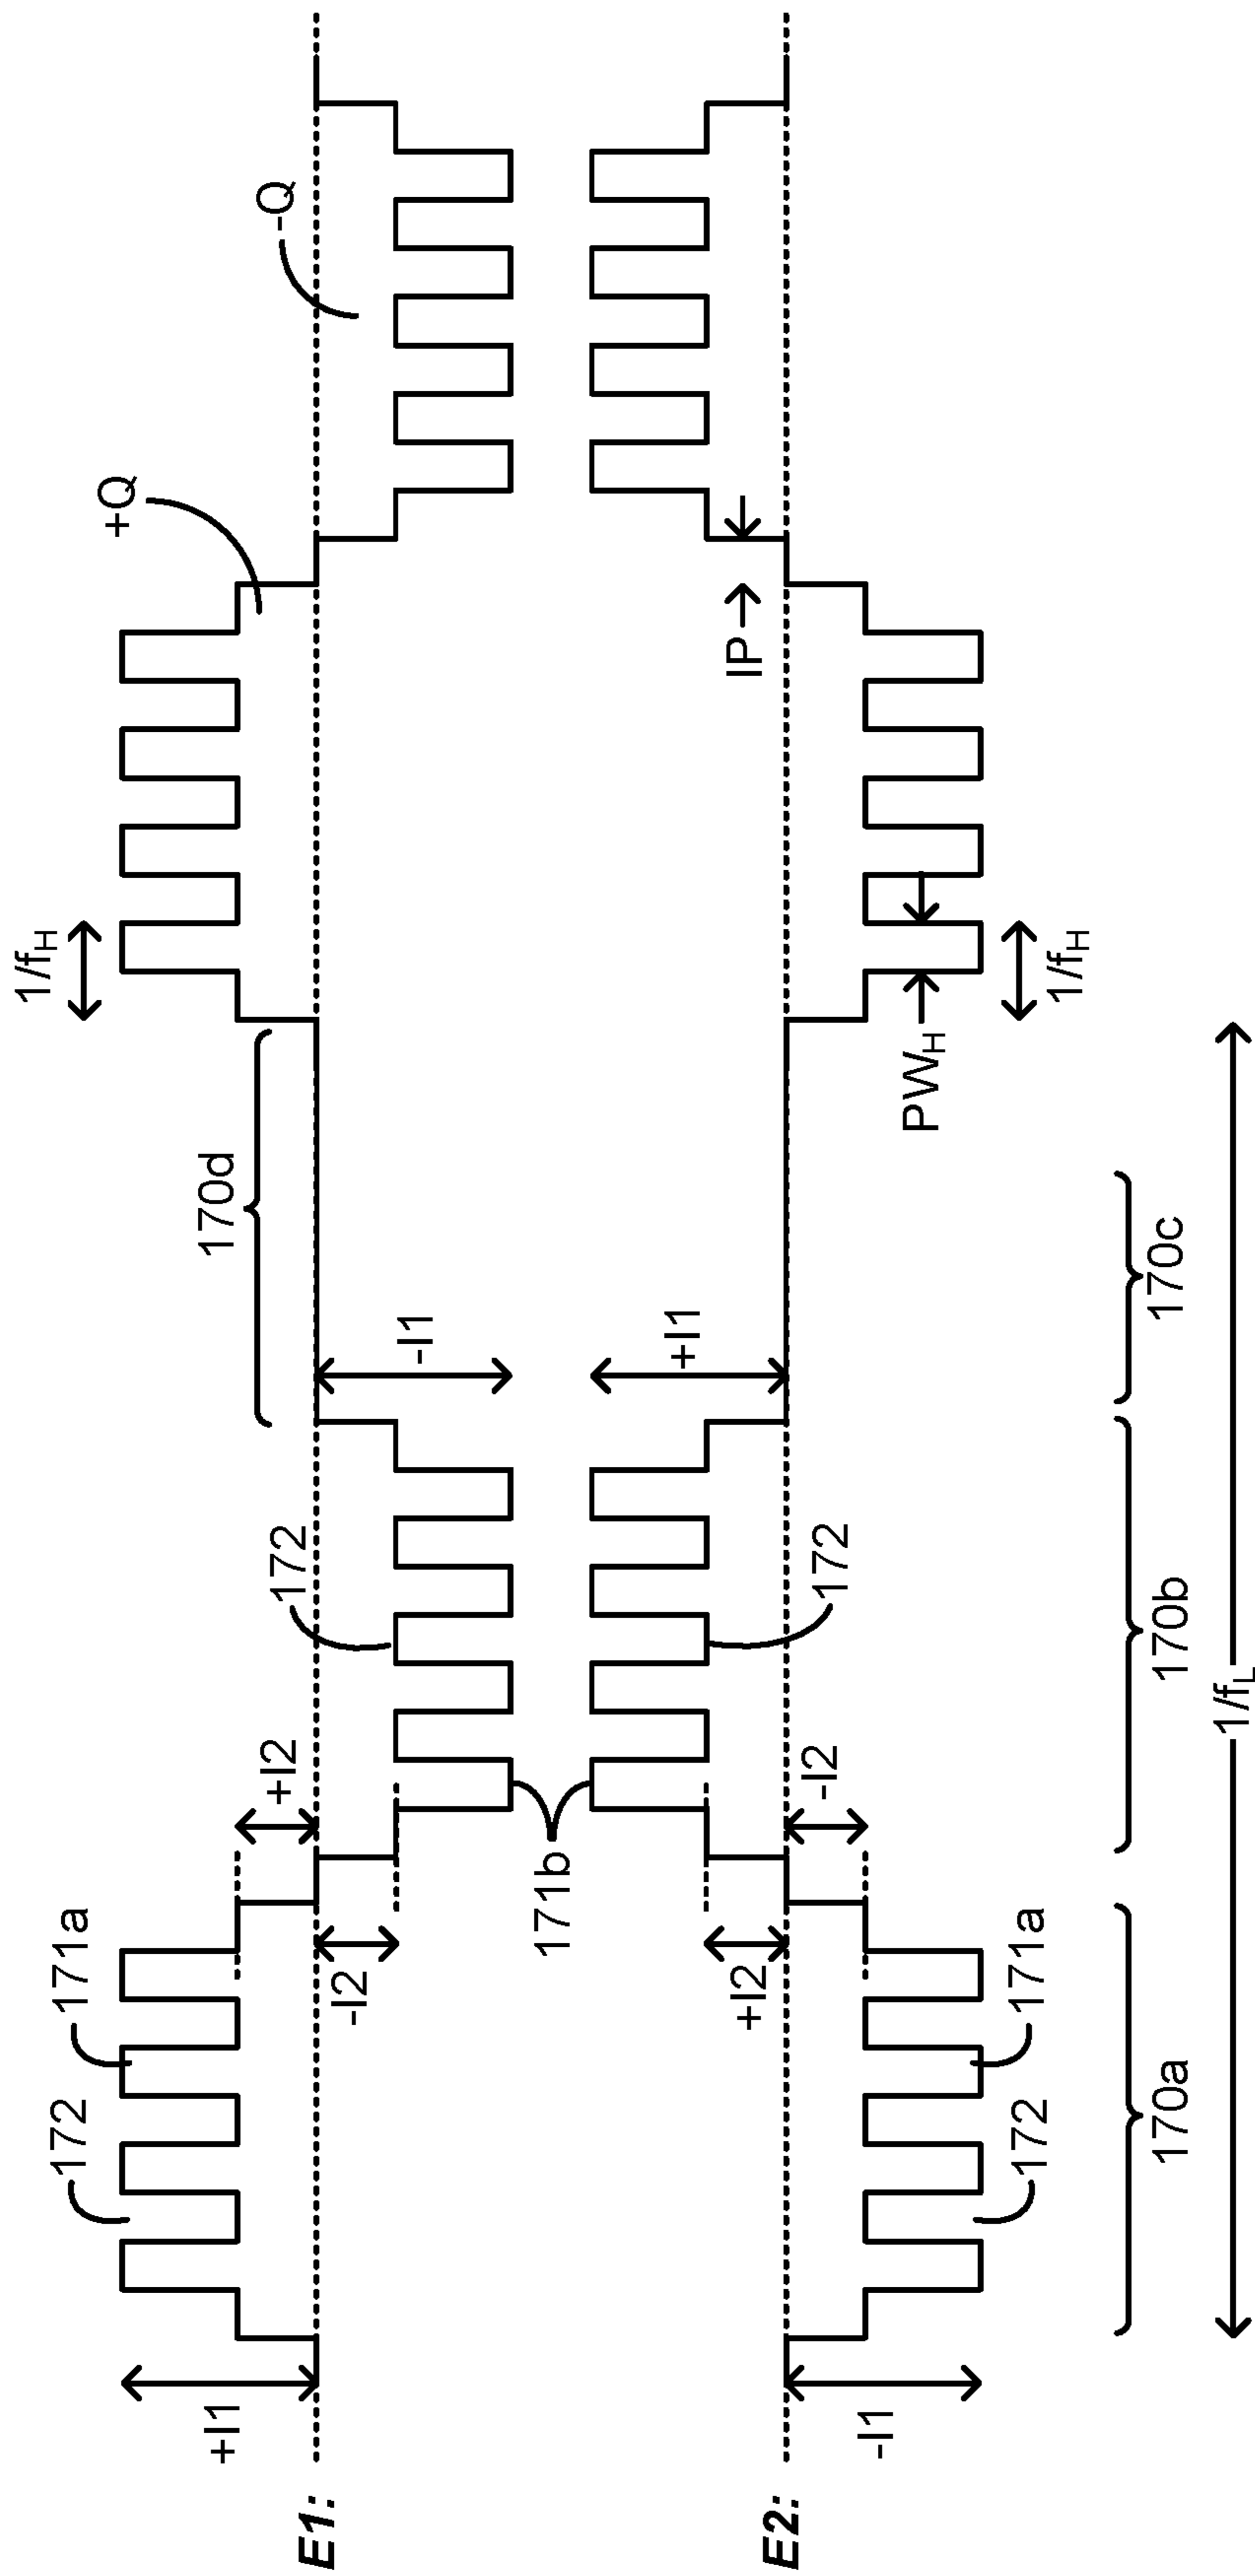 1/fH
+Q
-Q
+I1
172
171a
+I2
170d
E1:
-I2
172
-I1
171b
+I1
IP
+I2
172
E2:
-I2
PWH
-I1
172
171a
1/fH
170a
170b
170c
1/fL